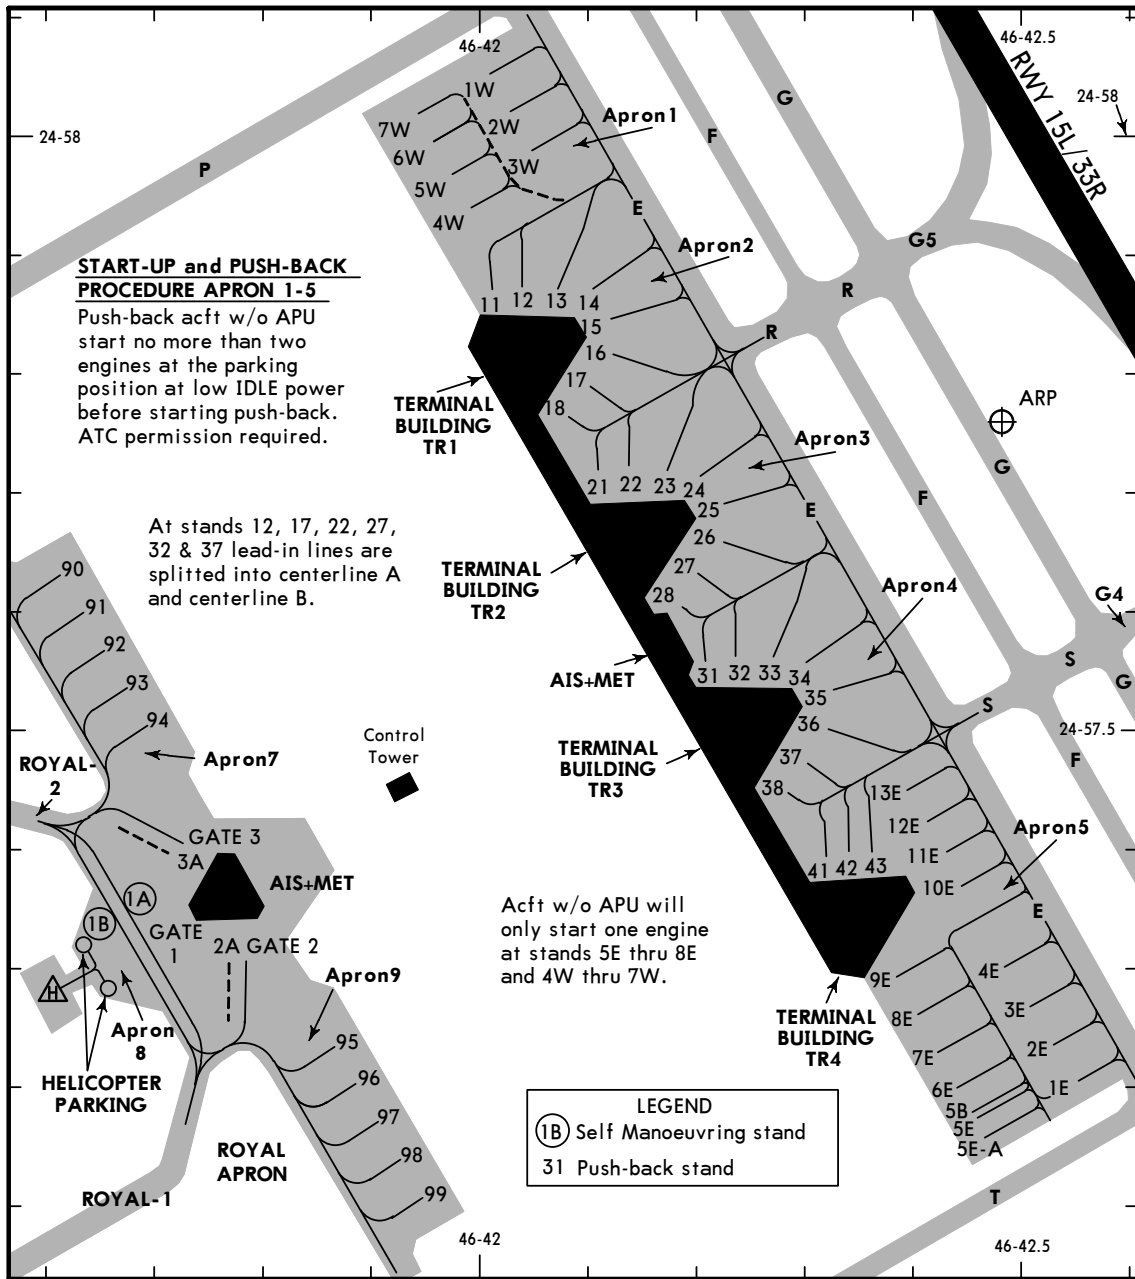 46-42
46-42.5
RWY 15L/33R
24-58
24-58
G
F
P
1W
7W
2W
6W
3W
5W
4W
Apron1
E
G5
Apron2
R
R
START-UP and PUSH-BACK
PROCEDURE APRON 1-5
Push-back acft w/o APU
start no more than two
engines at the parking
position at low IDLE power
before starting push-back.
ATC permission required.
11
12
13
14
15
16
17
18
TERMINAL
BUILDING
TR1
ARP
Apron3
G
F
E
21
22
23
24
25
26
27
28
At stands 12, 17, 22, 27,
32 & 37 lead-in lines are
splitted into centerline A
and centerline B.
TERMINAL
BUILDING
TR2
Apron4
G4
S
G
S
24-57.5
F
AIS+MET
31
32
33
34
35
36
37
38
90
91
92
93
94
Apron7
ROYAL-
2
Control
Tower
TERMINAL
BUILDING
TR3
13E
12E
11E
10E
Apron5
E
41
42
43
GATE 3
3A
AIS+MET
1A
1B
GATE
1
2A GATE 2
H
Apron
8
Apron9
HELICOPTER
PARKING
Acft w/o APU will
only start one engine
at stands 5E thru 8E
and 4W thru 7W.
9E
8E
7E
6E
5B
5E
5E-A
4E
3E
2E
1E
TERMINAL
BUILDING
TR4
95
96
97
98
99
ROYAL
APRON
ROYAL-1
LEGEND
1B Self Manoeuvring stand
31 Push-back stand
T
46-42
46-42.5